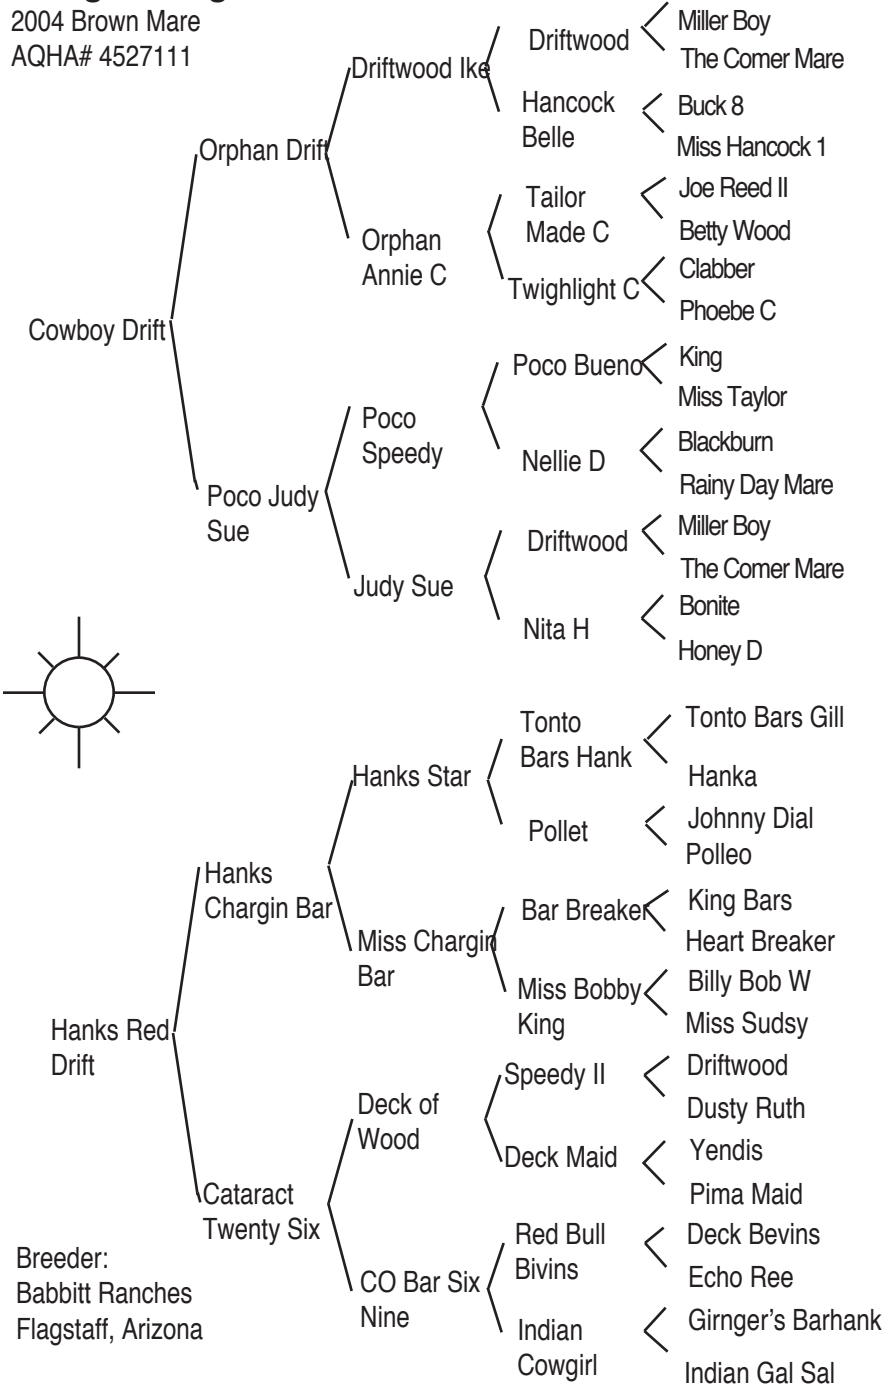 2004 Brown Mare
AQHA# 4527111
Cowboy Drift
Orphan Drift
Driftwood Ike
Driftwood
Miller Boy
The Comer Mare
Hancock
Belle
Buck 8
Miss Hancock 1
Orphan
Annie C
Tailor
Made C
Joe Reed II
Betty Wood
Twighlight C
Clabber
Phoebe C
Poco Judy
Sue
Poco
Speedy
Poco Bueno
King
Miss Taylor
Nellie D
Blackburn
Rainy Day Mare
Judy Sue
Driftwood
Miller Boy
The Comer Mare
Nita H
Bonite
Honey D
Hanks Red
Drift
Hanks
Chargin Bar
Hanks Star
Tonto
Bars Hank
Tonto Bars Gill
Hanka
Pollet
Johnny Dial
Polleo
Miss Chargin
Bar
Bar Breaker
King Bars
Heart Breaker
Miss Bobby
King
Billy Bob W
Miss Sudsy
Cataract
Twenty Six
Deck of
Wood
Speedy II
Driftwood
Dusty Ruth
Deck Maid
Yendis
Pima Maid
CO Bar Six
Nine
Red Bull
Bivins
Deck Bevins
Echo Ree
Indian
Cowgirl
Girnger's Barhank
Indian Gal Sal
Breeder:
Babbitt Ranches
Flagstaff, Arizona